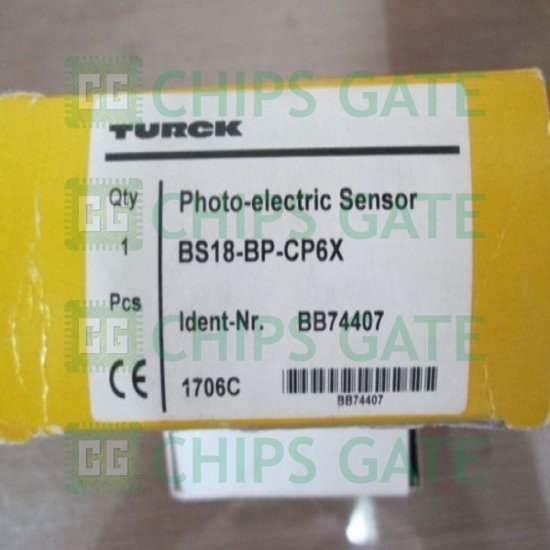 CHIPS GATE
TURCK
Qty
1
Pcs
Photo-electric Sensor
BS18-BP-CP6X
Ident-Nr. BB74407
CE
1706C
BB74407
CHIPS GATE
CHIPS GATE
CHIPS GATE